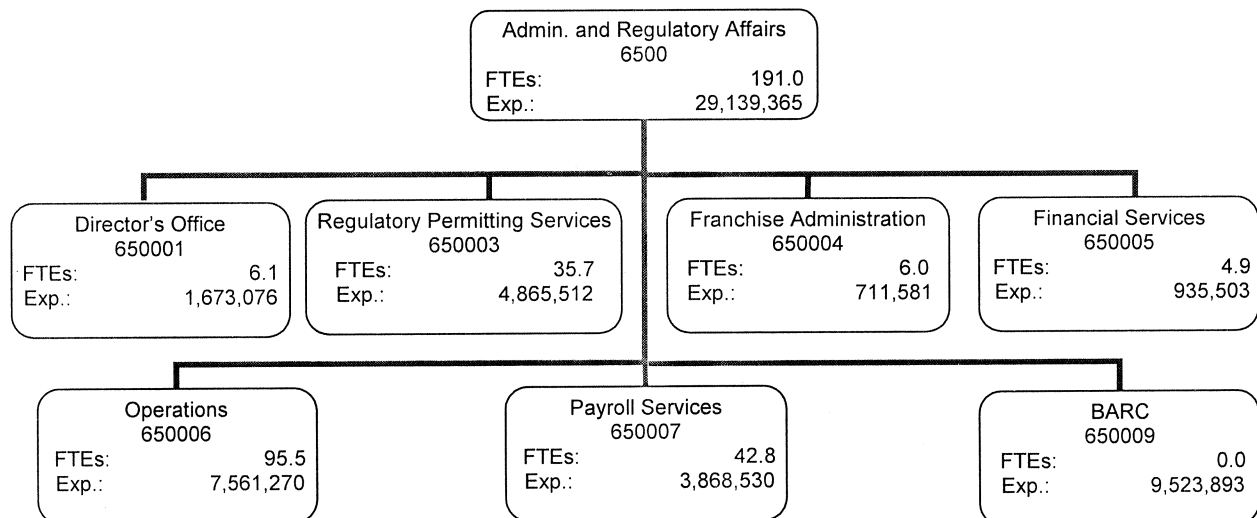 Admin. and Regulatory Affairs
6500
FTEs: 191.0
Exp.: 29,139,365
Director's Office
650001
FTEs: 6.1
Exp.: 1,673,076
Regulatory Permitting Services
650003
FTEs: 35.7
Exp.: 4,865,512
Franchise Administration
650004
FTEs: 6.0
Exp.: 711,581
Financial Services
650005
FTEs: 4.9
Exp.: 935,503
Operations
650006
FTEs: 95.5
Exp.: 7,561,270
Payroll Services
650007
FTEs: 42.8
Exp.: 3,868,530
BARC
650009
FTEs: 0.0
Exp.: 9,523,893